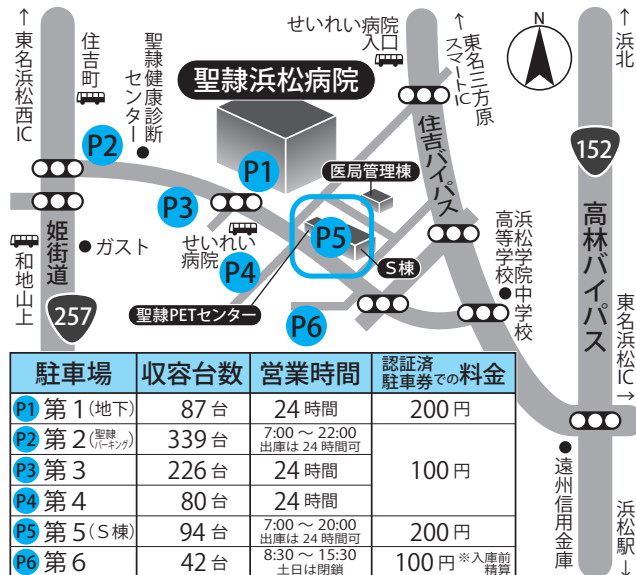 ↑東名浜松西IC
住吉町
聖隷健康診断
センター
せいれい病院
入口
↑東名三方原
スマートIC
N
↑浜北
聖隷浜松病院
P2
P1
P3
医局管理棟
住吉バイパス
152
姫街道
和地山上
ガスト
せいれい
病院
P4
P5
S棟
浜松学院中学校
高等学校
高林バイパス
257
聖隷PETセンター
P6
東名浜松IC→
遠州信用金庫
浜松駅↓
駐車場 収容台数 営業時間 認証済駐車券での料金
P1 第1(地下) 87台 24時間 200円
P2 第2(聖隷パーキング) 339台 7:00～22:00 出庫は24時間可 100円
P3 第3 226台 24時間
P4 第4 80台 24時間
P5 第5(S棟) 94台 7:00～20:00 出庫は24時間可 200円
P6 第6 42台 8:30～15:30 土日は閉鎖 100円※入庫前精算